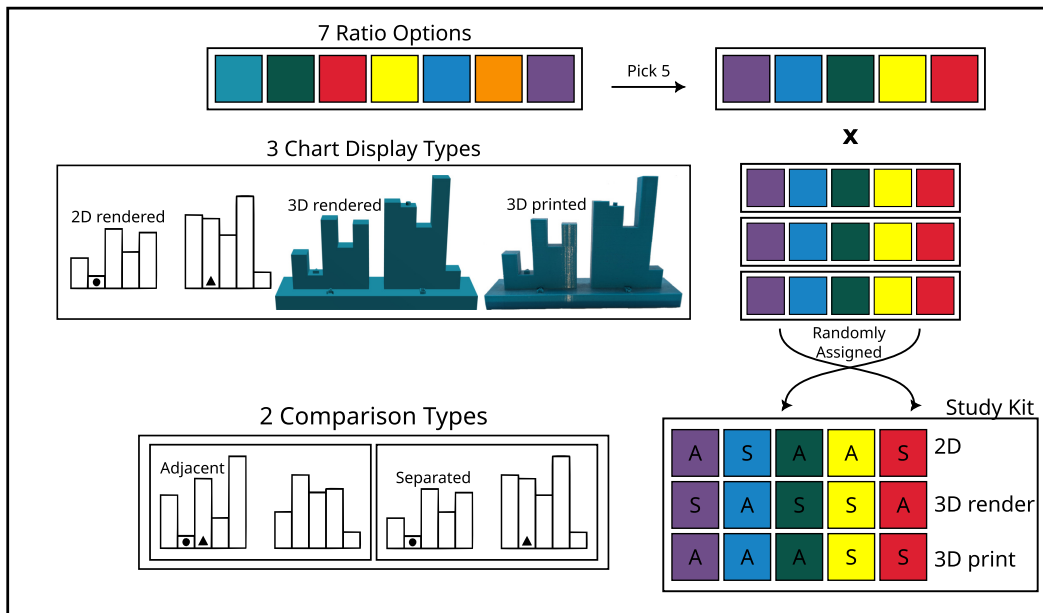 7 Ratio Options
Pick 5
x
3 Chart Display Types
2D rendered
3D rendered
3D printed
Randomly
Assigned
2 Comparison Types
Adjacent
Separated
Study Kit
A S A A S 2D
S A S S A 3D render
A A A S S 3D print